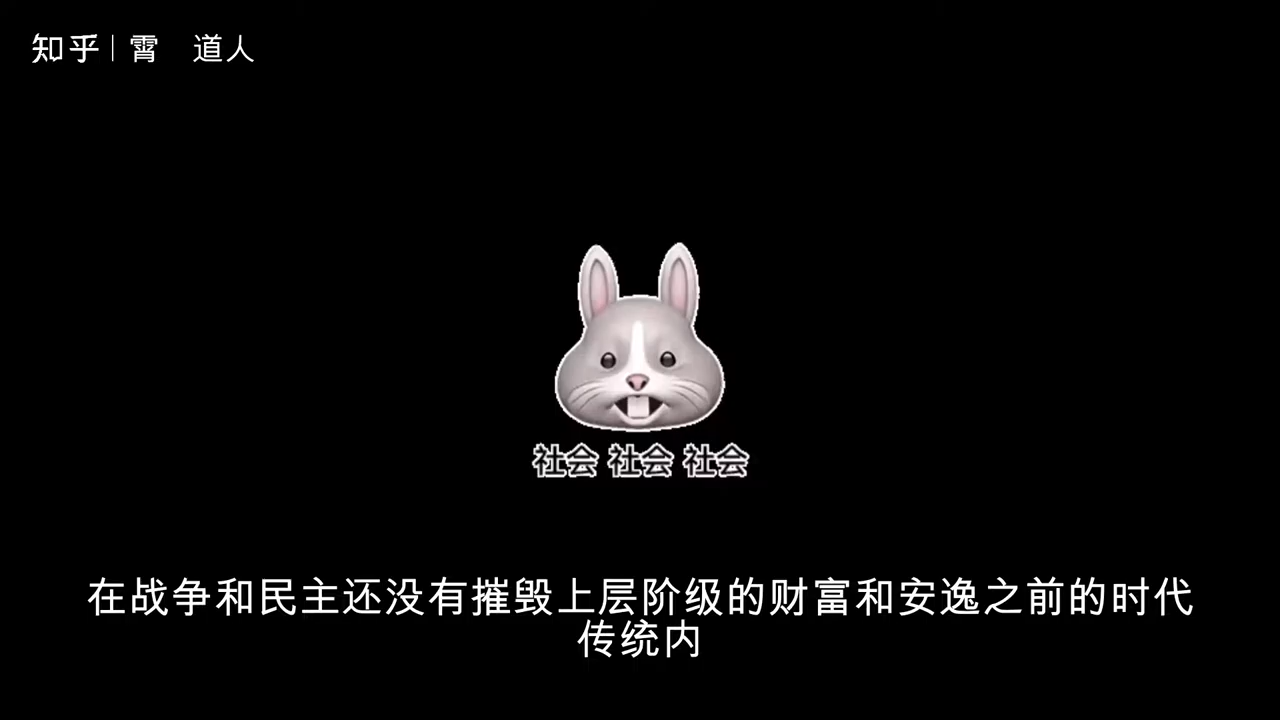 知乎|霄 道人
社会 社会 社会
在战争和民主还没有摧毁上层阶级的财富和安逸之前的时代
传统内